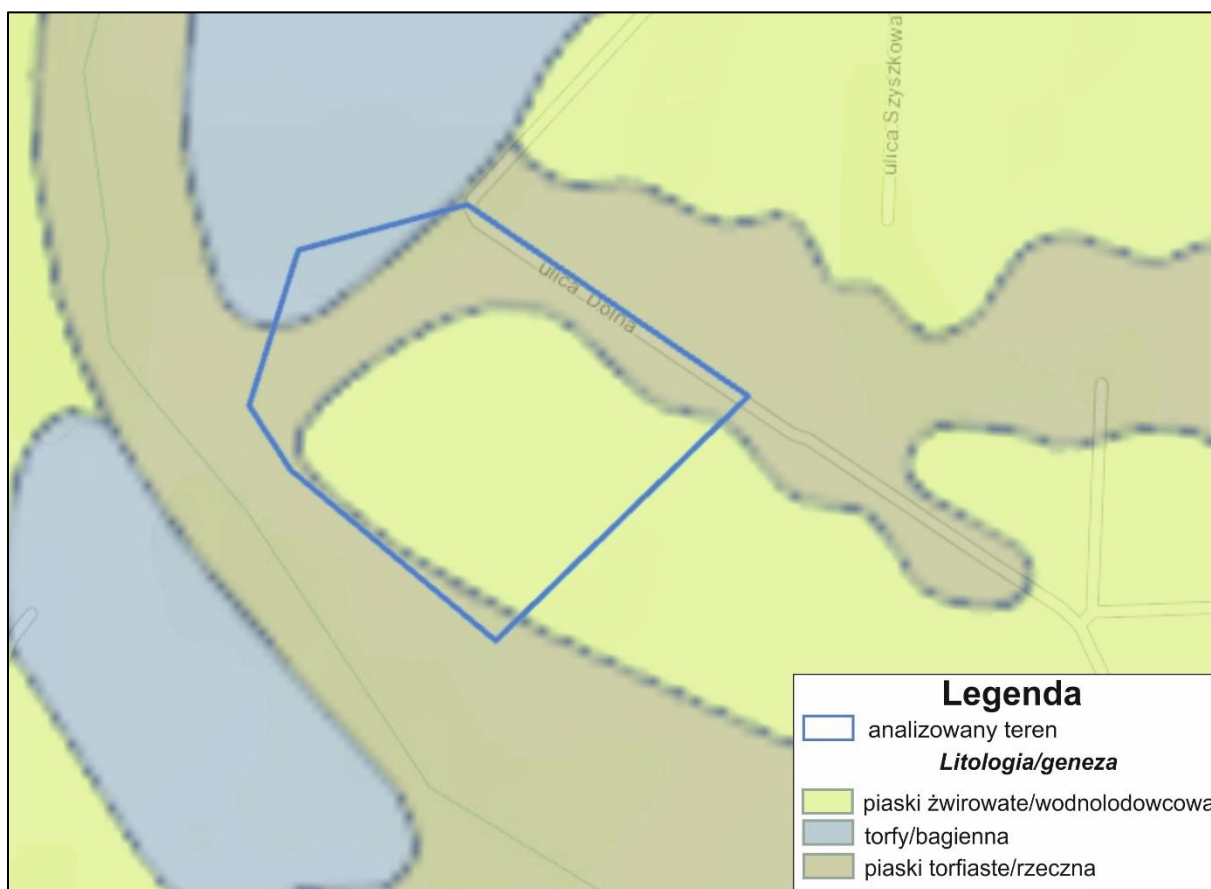 ulica Szyszkowa
ulica Dolna
Legenda
analizowany teren
Litologia/geneza
piaski żwirowate/wodnolodowcowa
torfy/bagienna
piaski torfiaste/rzeczna